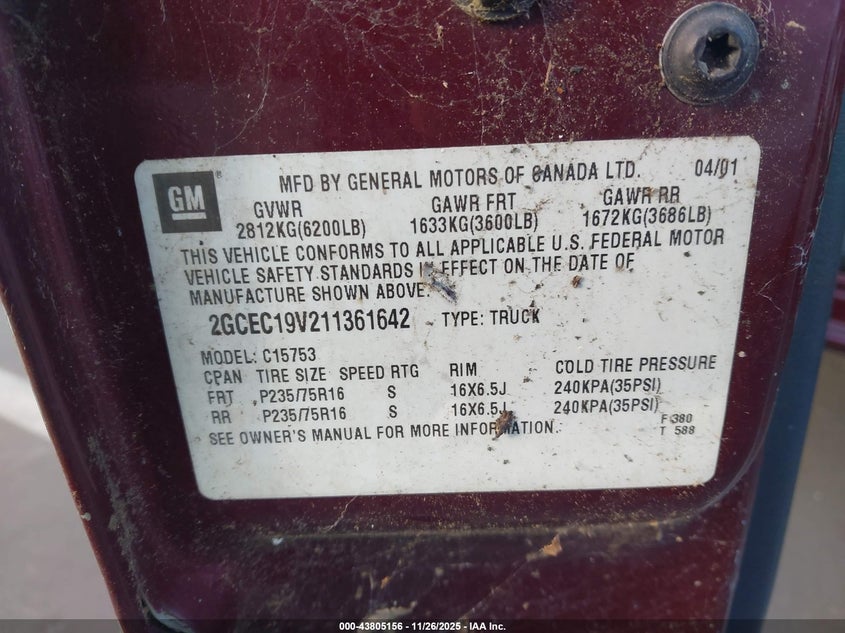 GM
MFD BY GENERAL MOTORS OF CANADA LTD. 04/01
GVWR GAWR FRT GAWR RR
2812KG(6200LB) 1633KG(3600LB) 1672KG(3686LB)
THIS VEHICLE CONFORMS TO ALL APPLICABLE U.S. FEDERAL MOTOR
VEHICLE SAFETY STANDARDS IN EFFECT ON THE DATE OF
MANUFACTURE SHOWN ABOVE.
2GCEC19V211361642 TYPE: TRUCK
MODEL: C15753
CPAN TIRE SIZE SPEED RTG RIM COLD TIRE PRESSURE
FRT P235/75R16 S 16X6.5J 240KPA(35PSI)
RR P235/75R16 S 16X6.5J 240KPA(35PSI)
SEE OWNER'S MANUAL FOR MORE INFORMATION.
F 380
T 588
000-43805156 - 11/26/2025 - IAA Inc.